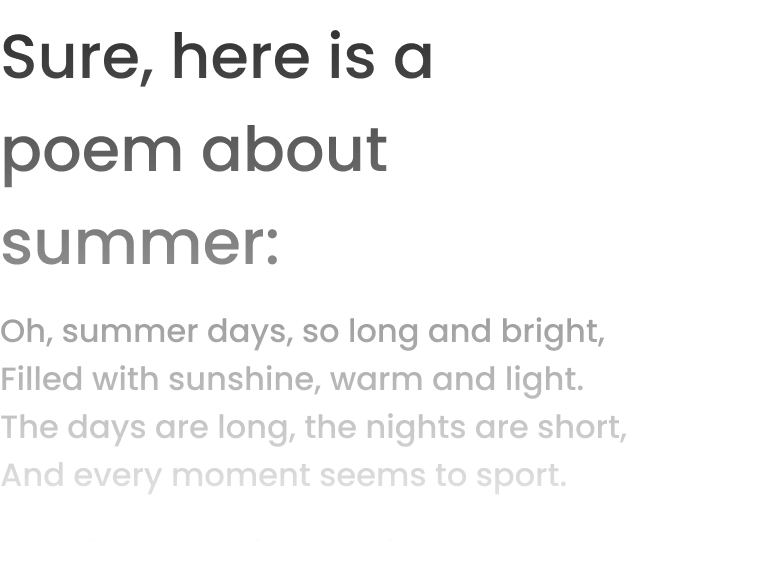 Sure, here is a
poem about
summer:
Oh, summer days, so long and bright,
Filled with sunshine, warm and light.
The days are long, the nights are short,
And every moment seems to sport.